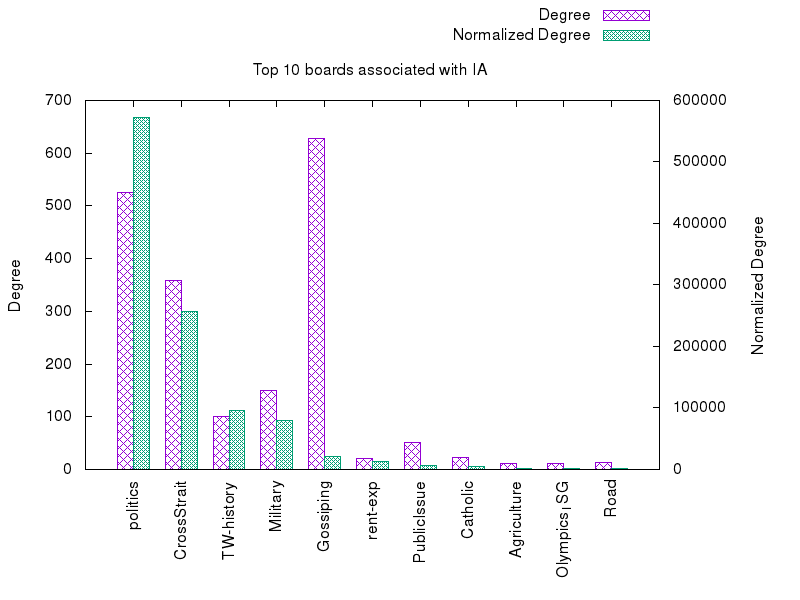 Degree
Normalized Degree
Top 10 boards associated with IA
700
600
500
400
300
200
100
0
600000
500000
400000
300000
200000
100000
0
Degree
Normalized Degree
politics
CrossStrait
TW-history
Military
Gossiping
rent-exp
PublicIssue
Catholic
Agriculture
Olympics_ISG
Road